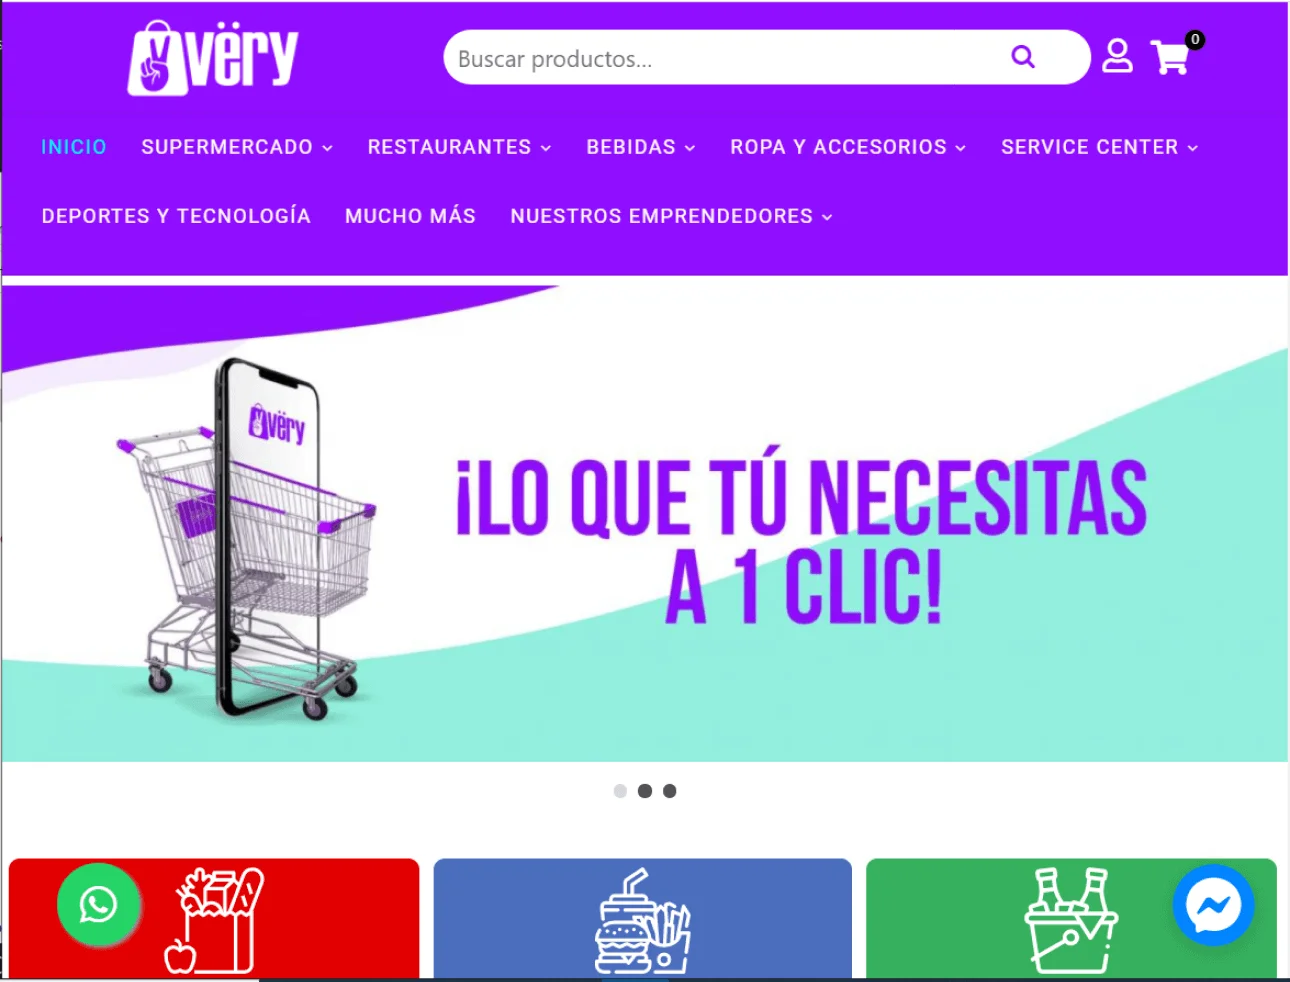 vëry
Buscar productos...
0
INICIO SUPERMERCADO RESTAURANTES BEBIDAS ROPA Y ACCESORIOS SERVICE CENTER
DEPORTES Y TECNOLOGÍA MUCHO MÁS NUESTROS EMPRENDEDORES
vëry
¡LO QUE TÚ NECESITAS
A 1 CLIC!